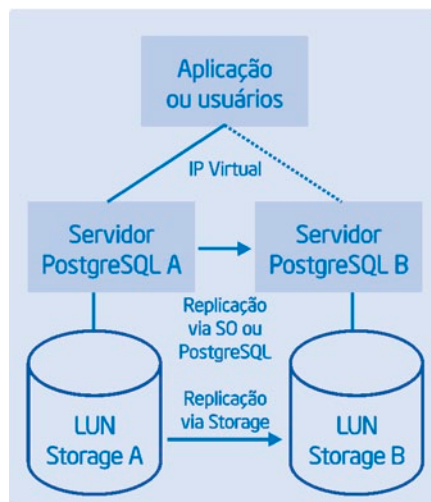 Aplicação
ou usuários
IP Virtual
Servidor
PostgreSQL A
Servidor
PostgreSQL B
Replicação
via SO ou
PostgreSQL
LUN
Storage A
Replicação
via Storage
LUN
Storage B